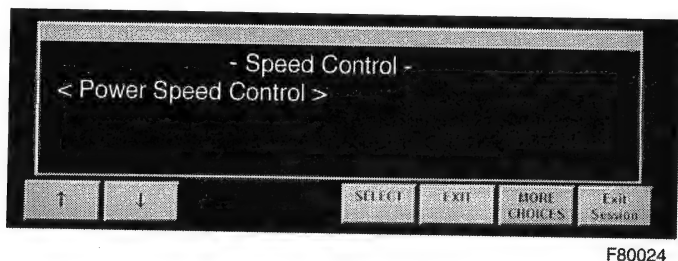 - Speed Control -
< Power Speed Control >
↑ ↓ SELECT EXIT MORE CHOICES Exit Session
F80024